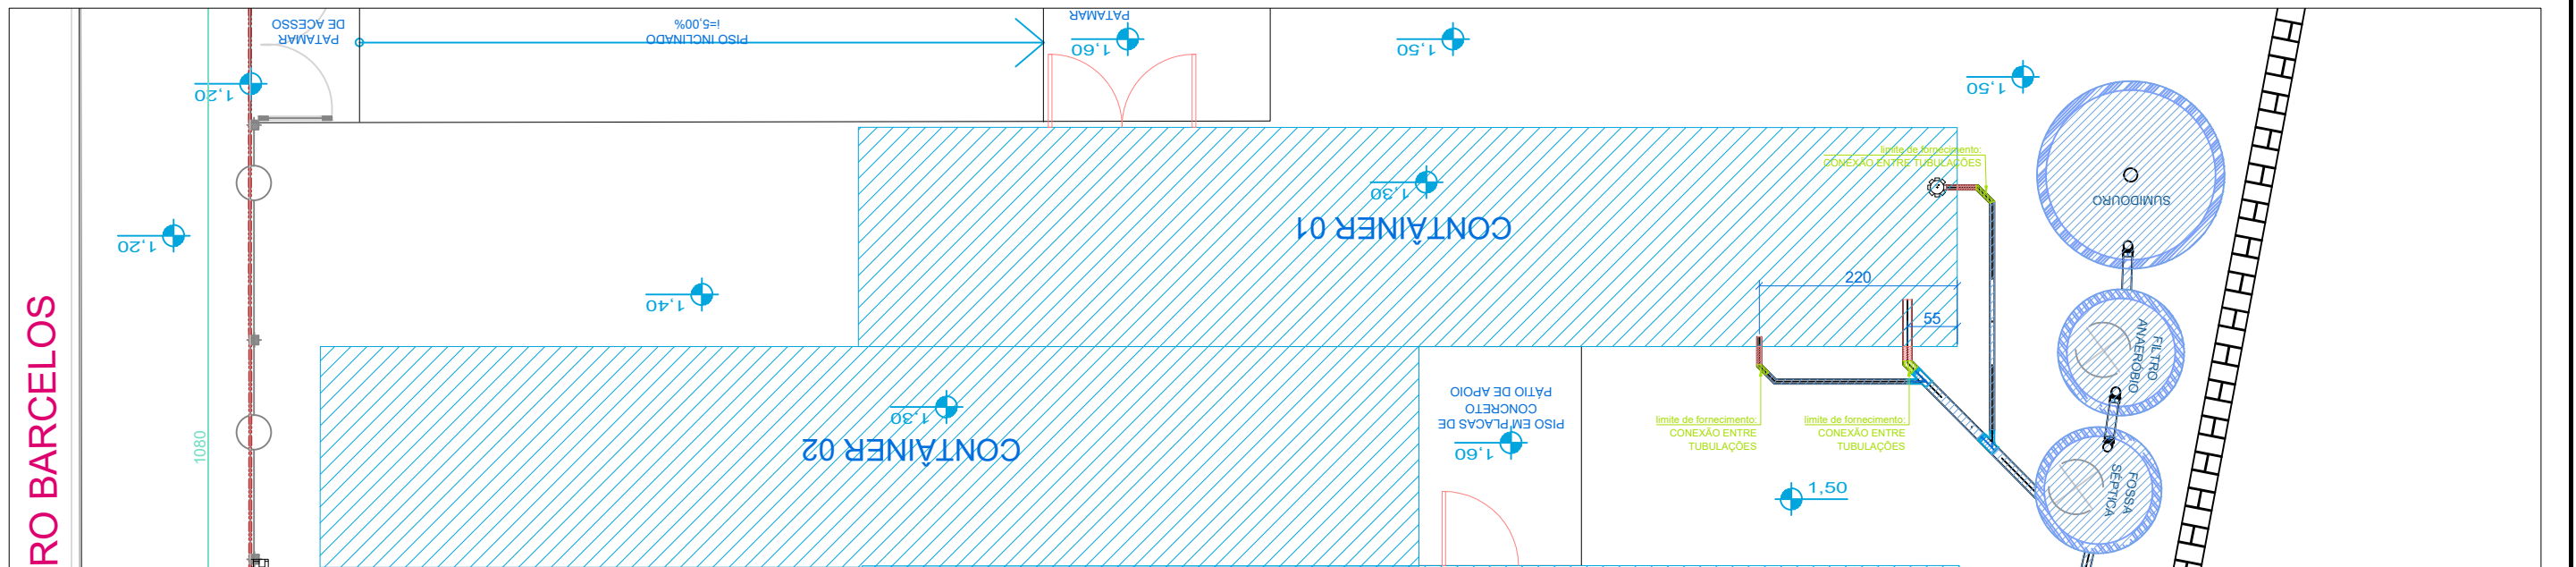 PATAMAR
DE ACESSO
PISO INCLINADO
i=5,00%
PATAMAR
1,60
1,50
1,50
1,20
1,20
1,40
1,30
CONTÂINER 01
limite de fornecimento:
CONEXÃO ENTRE TUBULAÇÕES
SUMIDOURO
220
55
FILTRO
ANAERÓBIO
RO BARCELOS
1080
1,30
CONTÂINER 02
PÁTIO DE APOIO
PISO EM PLACAS DE
CONCRETO
1,60
limite de fornecimento:
CONEXÃO ENTRE
TUBULAÇÕES
limite de fornecimento:
CONEXÃO ENTRE
TUBULAÇÕES
1,50
FOSSA
SÉPTICA